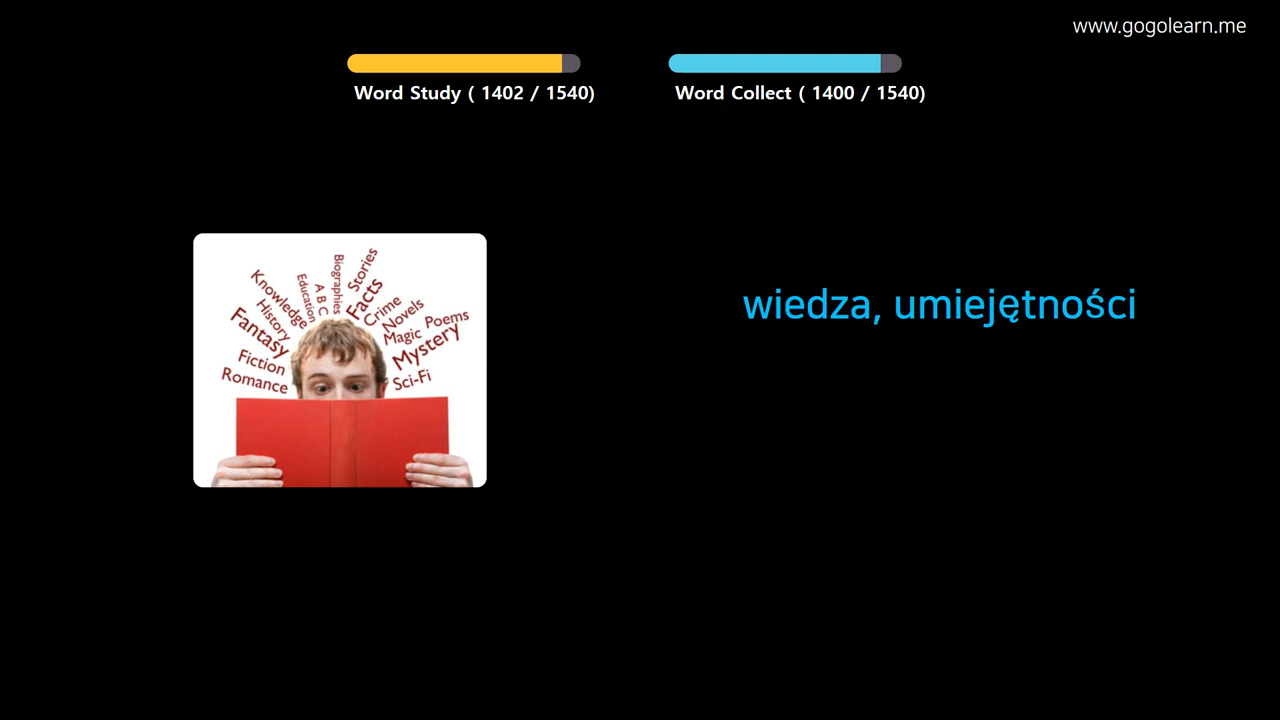 www.gogolearn.me
Word Study ( 1402 / 1540)
Word Collect ( 1400 / 1540)
wiedza, umiejętności
Romance
Fiction
Fantasy
History
Knowledge
Education
A B C
Biographies
Stories
Facts
Crime
Novels
Magic
Poems
Mystery
Sci-Fi